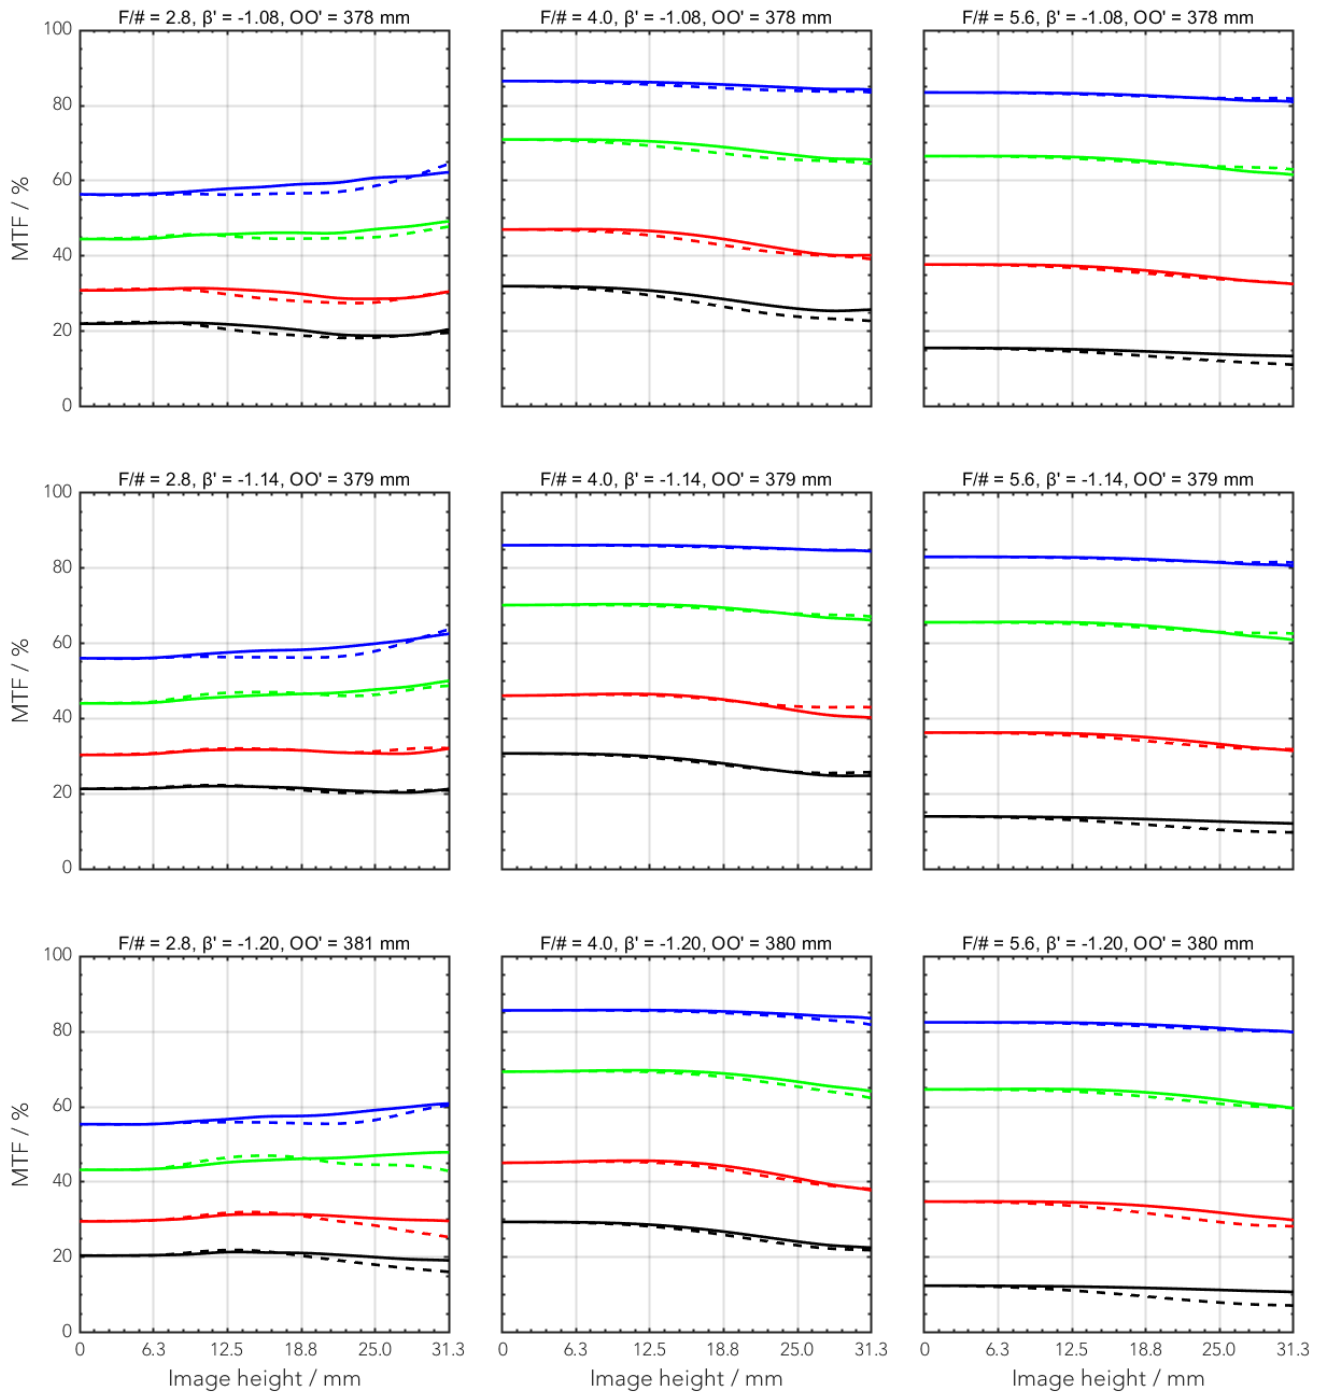 F/# = 2.8, β' = -1.08, OO' = 378 mm
F/# = 4.0, β' = -1.08, OO' = 378 mm
F/# = 5.6, β' = -1.08, OO' = 378 mm
100
80
60
40
20
0
MTF / %
F/# = 2.8, β' = -1.14, OO' = 379 mm
F/# = 4.0, β' = -1.14, OO' = 379 mm
F/# = 5.6, β' = -1.14, OO' = 379 mm
100
80
60
40
20
0
MTF / %
F/# = 2.8, β' = -1.20, OO' = 381 mm
F/# = 4.0, β' = -1.20, OO' = 380 mm
F/# = 5.6, β' = -1.20, OO' = 380 mm
100
80
60
40
20
0
MTF / %
0 6.3 12.5 18.8 25.0 31.3
0 6.3 12.5 18.8 25.0 31.3
0 6.3 12.5 18.8 25.0 31.3
Image height / mm
Image height / mm
Image height / mm